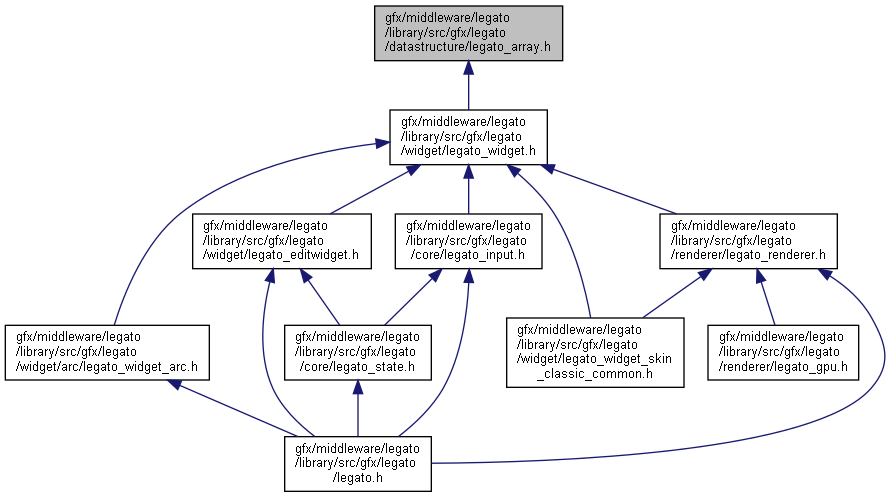 gfx/middleware/legato
/library/src/gfx/legato
/datastructure/legato_array.h
gfx/middleware/legato
/library/src/gfx/legato
/widget/legato_widget.h
gfx/middleware/legato
/library/src/gfx/legato
/widget/legato_editwidget.h
gfx/middleware/legato
/library/src/gfx/legato
/core/legato_input.h
gfx/middleware/legato
/library/src/gfx/legato
/renderer/legato_renderer.h
gfx/middleware/legato
/library/src/gfx/legato
/widget/arc/legato_widget_arc.h
gfx/middleware/legato
/library/src/gfx/legato
/core/legato_state.h
gfx/middleware/legato
/library/src/gfx/legato
/widget/legato_widget_skin
_classic_common.h
gfx/middleware/legato
/library/src/gfx/legato
/renderer/legato_gpu.h
gfx/middleware/legato
/library/src/gfx/legato
/legato.h